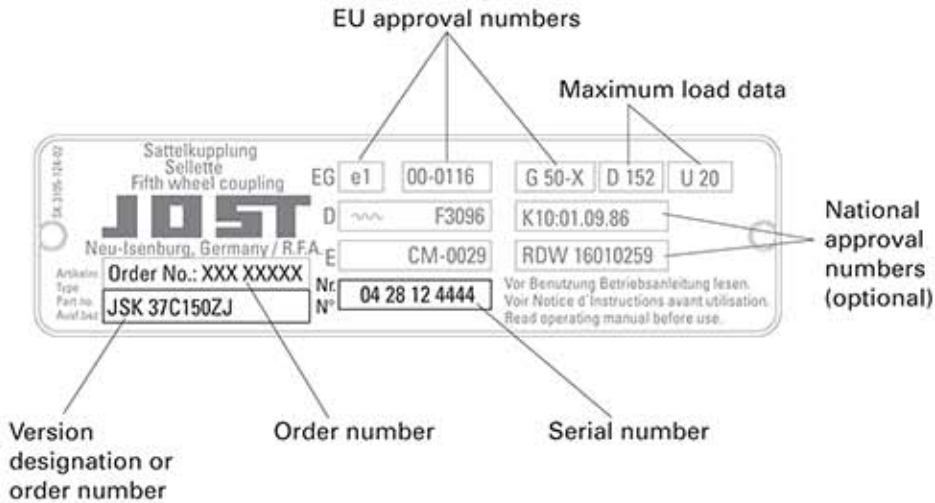 EU approval numbers
Maximum load data
SK 3105-124-02
Sattelkupplung
Sellette
Fifth wheel coupling
JOST
Neu-Isenburg, Germany / R.F.A.
EG e1 00-0116 G 50-X D 152 U 20
D F3096 K10:01.09.86
E CM-0029 RDW 16010259
Artikelnr.
Type
Part no.
Ausf.bez.
Order No.: XXX XXXXX
JSK 37C150ZJ
Nr.
N° 04 28 12 4444
Vor Benutzung Betriebsanleitung lesen.
Voir Notice d'Instructions avant utilisation.
Read operating manual before use.
National
approval
numbers
(optional)
Version
designation or
order number
Order number
Serial number